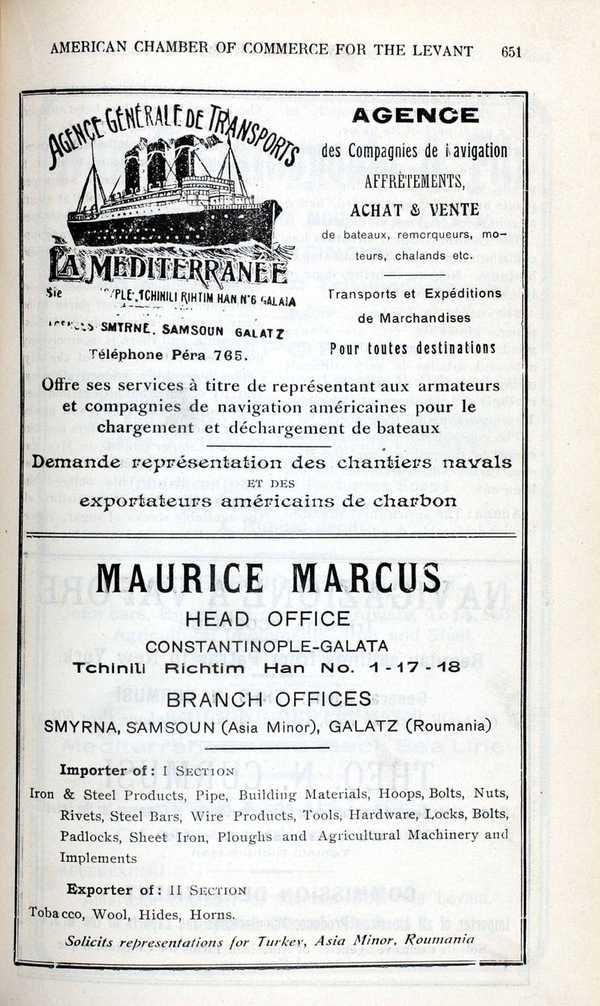 AMERICAN CHAMBER OF COMMERCE FOR THE LEVANT 651
AGENCE GÉNÉRALE DE TRANSPORTS
LA MÉDITERRANÉE
TCHINILI RIHTIM HAN Nº 6 GALATA
SMYRNE, SAMSOUN GALATZ
Téléphone Péra 765.
AGENCE
des Compagnies de Navigation
AFFRÈTEMENTS,
ACHAT & VENTE
de bateaux, remorqueurs, mo-
teurs, chalands etc.
Transports et Expéditions
de Marchandises
Pour toutes destinations
Offre ses services à titre de représentant aux armateurs
et compagnies de navigation américaines pour le
chargement et déchargement de bateaux
Demande représentation des chantiers navals
ET DES
exportateurs américains de charbon
MAURICE MARCUS
HEAD OFFICE
CONSTANTINOPLE-GALATA
Tchinili Richtim Han No. 1-17-18
BRANCH OFFICES
SMYRNA, SAMSOUN (Asia Minor), GALATZ (Roumania)
Importer of: I SECTION
Iron & Steel Products, Pipe, Building Materials, Hoops, Bolts, Nuts,
Rivets, Steel Bars, Wire Products, Tools, Hardware, Locks, Bolts,
Padlocks, Sheet Iron, Ploughs and Agricultural Machinery and
Implements
Exporter of: II SECTION
Tobacco, Wool, Hides, Horns.
Solicits representations for Turkey, Asia Minor, Roumania